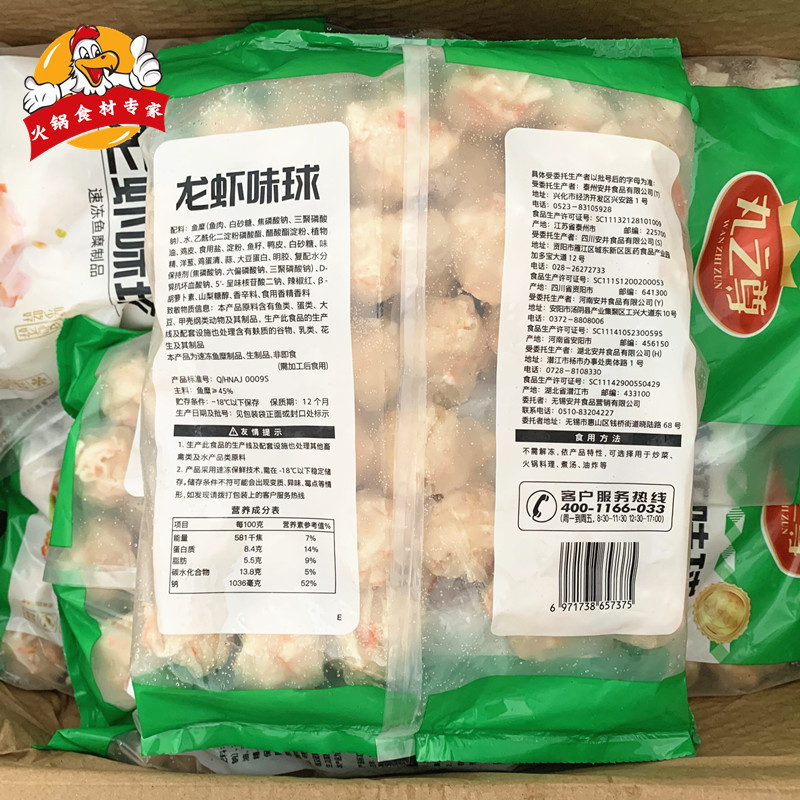 火锅食材专家
龙虾味球
速冻鱼糜制品
龙虾味球
配料：鱼糜（鱼肉、白砂糖、焦磷酸钠、三聚磷酸
钠）、水、乙酰化二淀粉磷酸酯、醋酸酯淀粉、植物
油、鸡皮、食用盐、淀粉、鱼籽、鸭皮、白砂糖、味
精、洋葱、鸡蛋清、蒜、大豆蛋白、明胶、复配水分
保持剂（焦磷酸钠、六偏磷酸钠、三聚磷酸钠）、D-
异抗坏血酸钠、5'-呈味核苷酸二钠、辣椒红、β-
胡萝卜素、山梨糖醇、香辛料、食用香精香料
致敏物质信息：本产品原料含有鱼类、蛋类、大
豆、甲壳纲类动物及其制品，生产此食品的生产
线及配套设施也处理含有麸质的谷物、乳类、花
生及其制品
本产品为速冻鱼糜制品、生制品、非即食
（需加工后食用）
产品标准号：Q/HNAJ 0009S
主料：鱼糜≥45%
贮存条件：-18℃以下保存 保质期：12个月
生产日期及批号：见包装袋正面或封口处标示
友情提示
1. 生产此食品的生产线及配套设施也处理其他畜
禽类及水产品类原料
2. 产品采用速冻保鲜技术，需在-18℃以下稳定储
存。储存条件不符可能会出现变质、异味、霉点等情
形，如发现请拨打包装上的客户服务热线
营养成分表
项目 每100克 营养素参考值%
能量 581千焦 7%
蛋白质 8.4克 14%
脂肪 5.5克 9%
碳水化合物 13.8克 5%
钠 1036毫克 52%
E
具体受委托生产者以批号后的字母为准：
受委托生产者：泰州安井食品有限公司(T)
地址：兴化市经济开发区兴安路1号
电话：0523-83105928
食品生产许可证号：SC11132128101009
产地：江苏省泰州市 邮编：225700
受委托生产者：四川安井食品有限公司(S)
地址：资阳市雁江区城东新区医药食品产业园
加多宝大道12号
电话：028-26272733
食品生产许可证号：SC11151200200053
产地：四川省资阳市 邮编：641300
受委托生产者：河南安井食品有限公司(Y)
地址：安阳市汤阴县产业集聚区工兴大道东10号
电话：0372-8808006
食品生产许可证号：SC11141052300595
产地：河南省安阳市 邮编：456150
受委托生产者：湖北安井食品有限公司(H)
地址：潜江市杨市办事处奥体路1号
电话：0728-8108330
食品生产许可证号：SC11142900550429
产地：湖北省潜江市 邮编：433100
委托者：无锡安井食品营销有限公司
联系电话：0510-83204227
地址：无锡市惠山区钱桥街道晓陆路68号
食用方法
不需解冻，依产品特性，可选择用于炒菜、
火锅料理、煮汤、油炸等
客户服务热线
400-1166-033
(周一到周五，8:30-11:30 12:30-17:00)
6 971738 657375
丸之尊
WAN ZHI ZUN